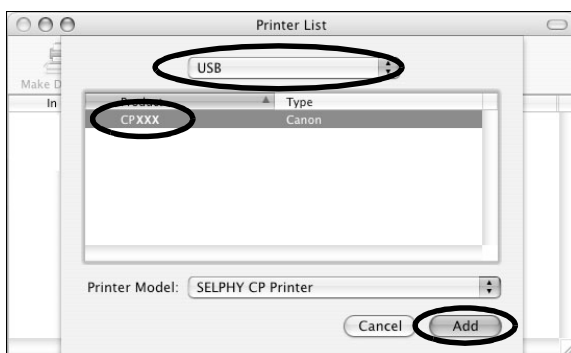 Printer List
Make D
USB
In
Product Type
CPXXX Canon
Printer Model: SELPHY CP Printer
Cancel Add